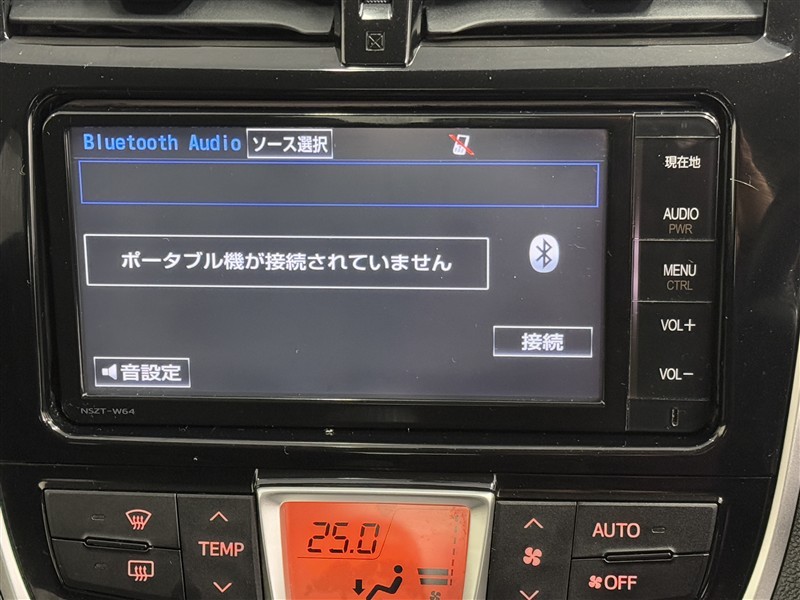 Bluetooth Audio ソース選択
現在地
AUDIO
PWR
ポータブル機が接続されていません
MENU
CTRL
VOL+
接続
VOL−
音設定
NSZT-W64
25.0
TEMP
AUTO
OFF